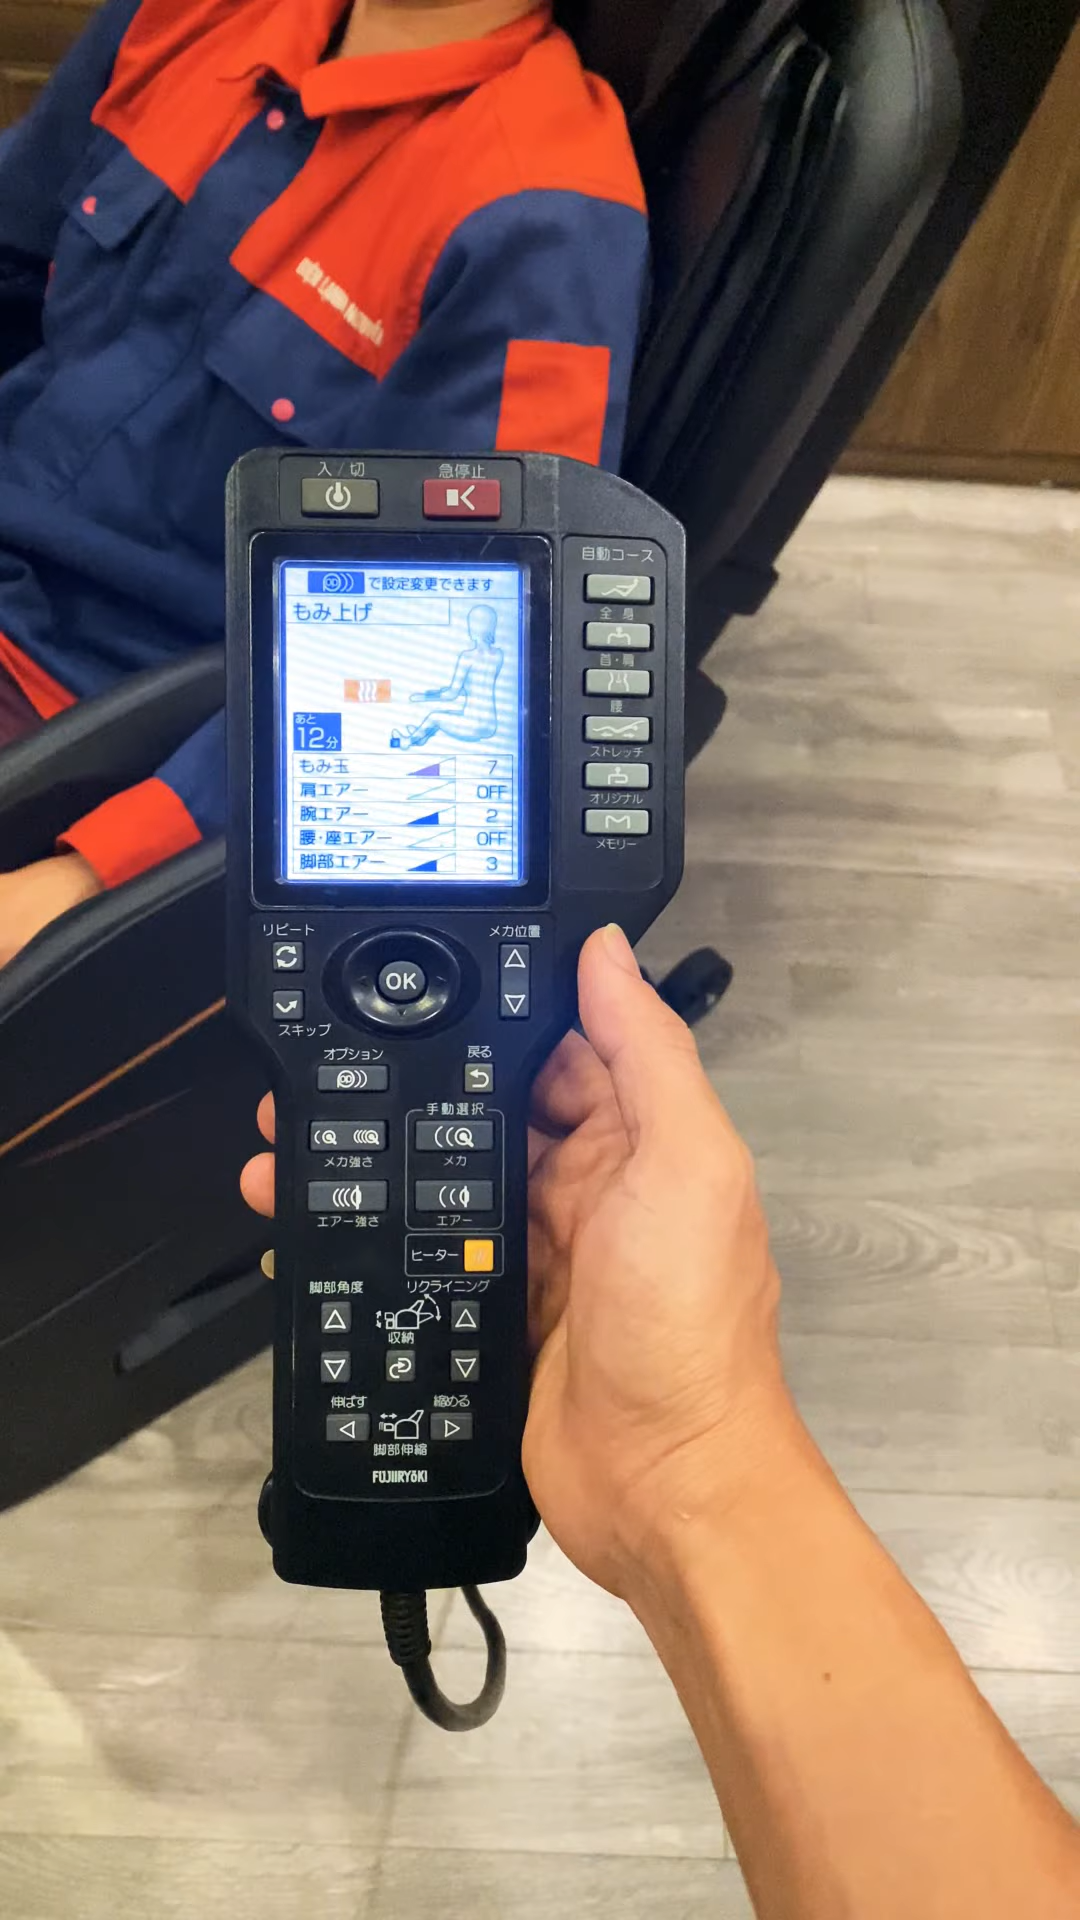 ĐIỆN LẠNH
入/切
急停止
で設定変更できます
もみ上げ
あと
12分
もみ玉 7
肩エアー OFF
腕エアー 2
腰・座エアー OFF
脚部エアー 3
自動コース
全身
首・肩
腰
ストレッチ
オリジナル
M
メモリー
リピート
メカ位置
OK
スキップ
オプション
戻る
手動選択
メカ強さ
メカ
エアー強さ
エアー
ヒーター
脚部角度
リクライニング
収納
伸ばす
縮める
脚部伸縮
FUJIIRYōKI